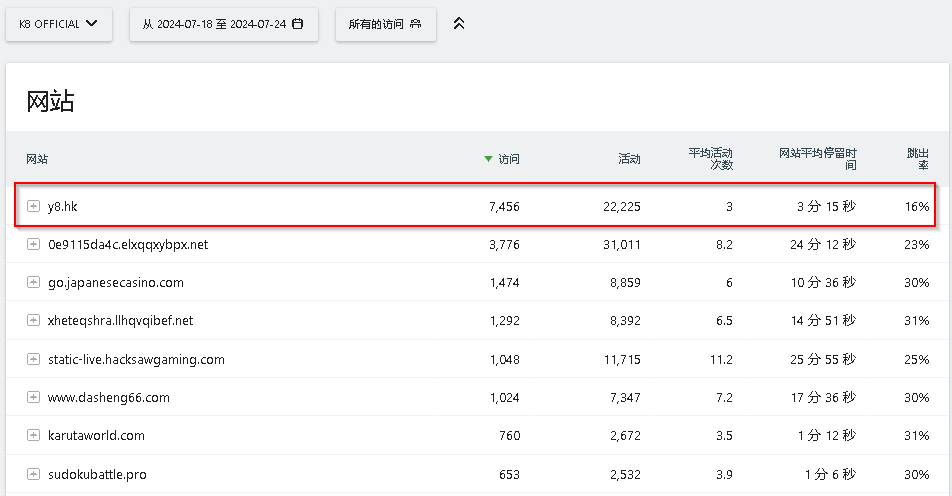 K8 OFFICIAL 从 2024-07-18 至 2024-07-24 所有的访问
网站
网站 访问 活动 平均活动次数 网站平均停留时间 跳出率
y8.hk 7,456 22,225 3 3 分 15 秒 16%
0e9115da4c.elxqqxybpx.net 3,776 31,011 8.2 24 分 12 秒 23%
go.japanesecasino.com 1,474 8,859 6 10 分 36 秒 30%
xheteqshra.llhqvqibef.net 1,292 8,392 6.5 14 分 51 秒 31%
static-live.hacksawgaming.com 1,048 11,715 11.2 25 分 55 秒 25%
www.dasheng66.com 1,024 7,347 7.2 17 分 36 秒 30%
karutaworld.com 760 2,672 3.5 1 分 12 秒 31%
sudokubattle.pro 653 2,532 3.9 1 分 6 秒 30%